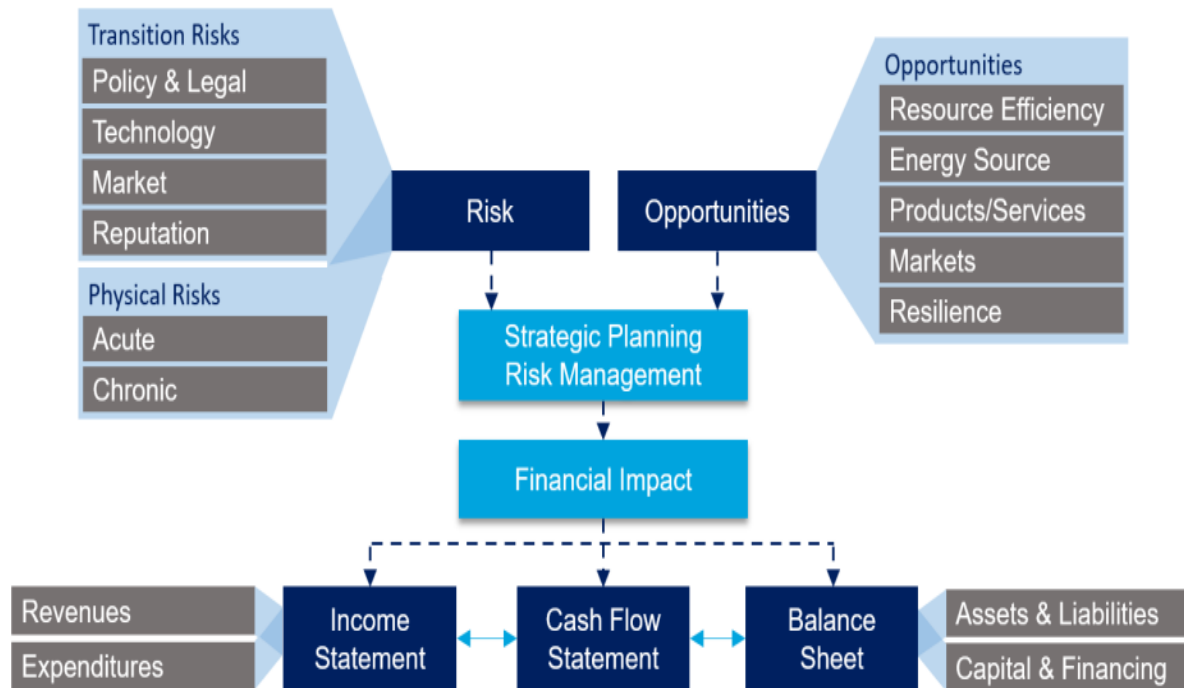 Transition Risks
Policy & Legal
Technology
Market
Reputation
Physical Risks
Acute
Chronic
Risk
Opportunities
Opportunities
Resource Efficiency
Energy Source
Products/Services
Markets
Resilience
Strategic Planning
Risk Management
Financial Impact
Revenues
Expenditures
Income
Statement
Cash Flow
Statement
Balance
Sheet
Assets & Liabilities
Capital & Financing